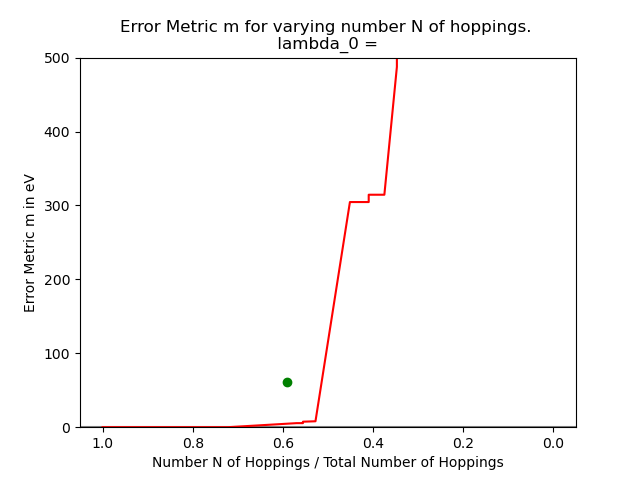 Error Metric m for varying number N of hoppings.
lambda_0 =
500
400
300
200
100
0
Error Metric m in eV
1.0 0.8 0.6 0.4 0.2 0.0
Number N of Hoppings / Total Number of Hoppings